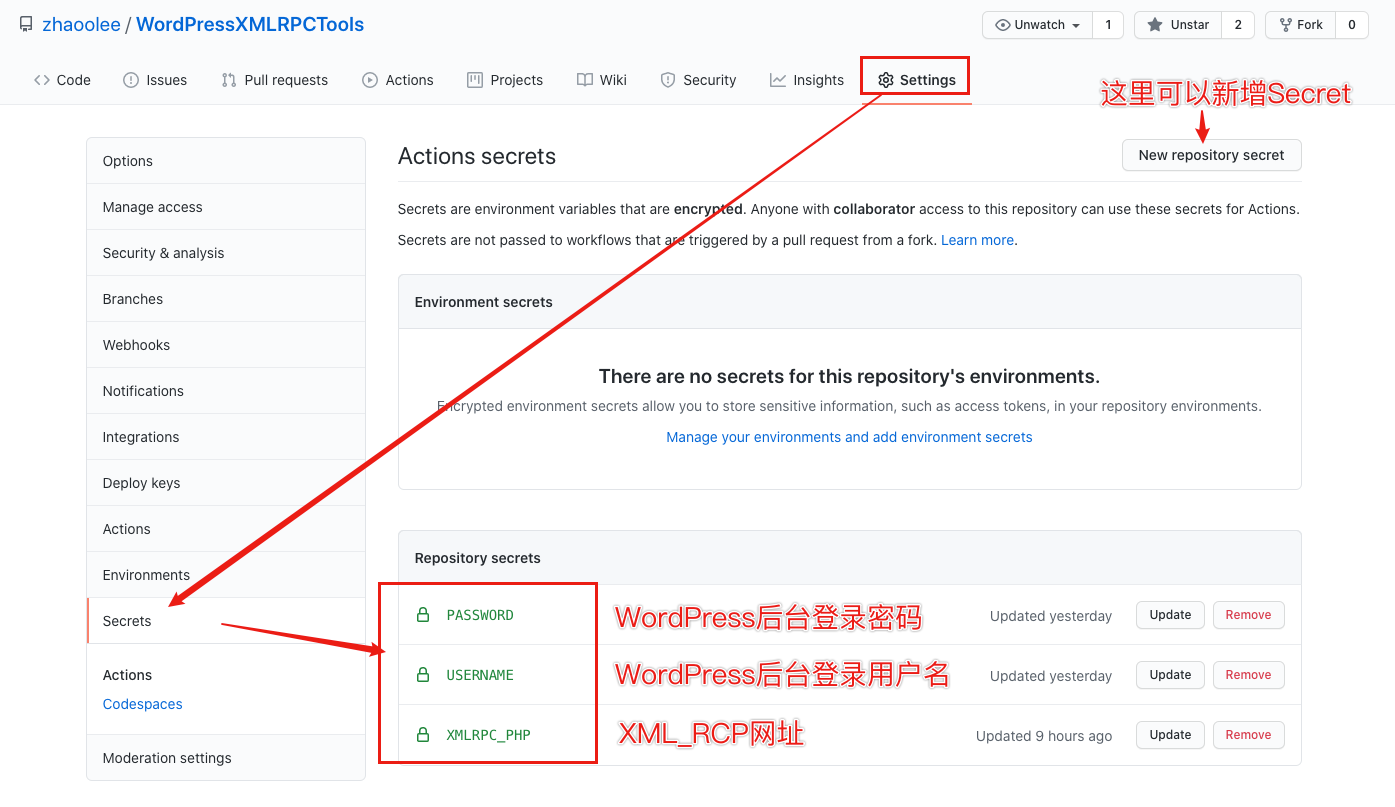 zhaoolee / WordPressXMLRPCTools
Unwatch 1 Unstar 2 Fork 0
Code Issues Pull requests Actions Projects Wiki Security Insights Settings
这里可以新增Secret
Options
Manage access
Security & analysis
Branches
Webhooks
Notifications
Integrations
Deploy keys
Actions
Environments
Secrets
Actions
Codespaces
Moderation settings
Actions secrets
New repository secret
Secrets are environment variables that are encrypted. Anyone with collaborator access to this repository can use these secrets for Actions.
Secrets are not passed to workflows that are triggered by a pull request from a fork. Learn more.
Environment secrets
There are no secrets for this repository's environments.
Encrypted environment secrets allow you to store sensitive information, such as access tokens, in your repository environments.
Manage your environments and add environment secrets
Repository secrets
PASSWORD WordPress后台登录密码 Updated yesterday Update Remove
USERNAME WordPress后台登录用户名 Updated yesterday Update Remove
XMLRPC_PHP XML_RCP网址 Updated 9 hours ago Update Remove